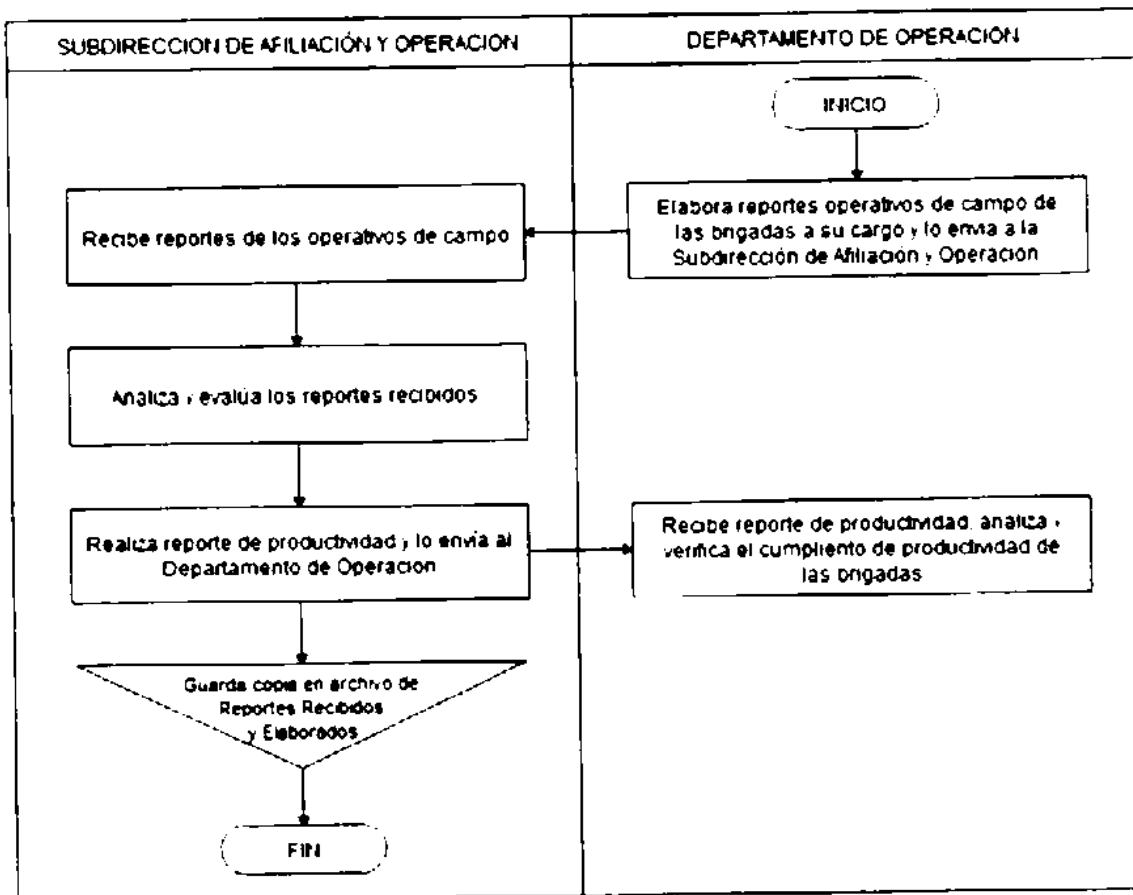 SUBDIRECCION DE AFILIACIÓN Y OPERACION
DEPARTAMENTO DE OPERACIÓN
INICIO
Elabora reportes operativos de campo de
las brigadas a su cargo y lo envia a la
Subdirección de Afiliación y Operación
Recibe reportes de los operativos de campo
Analiza y evalúa los reportes recibidos
Realiza reporte de productividad y lo envia al
Departamento de Operacion
Recibe reporte de productividad, analiza y
verifica el cumpliento de productividad de
las brigadas
Guarda copia en archivo de
Reportes Recibidos
y Elaborados
FIN